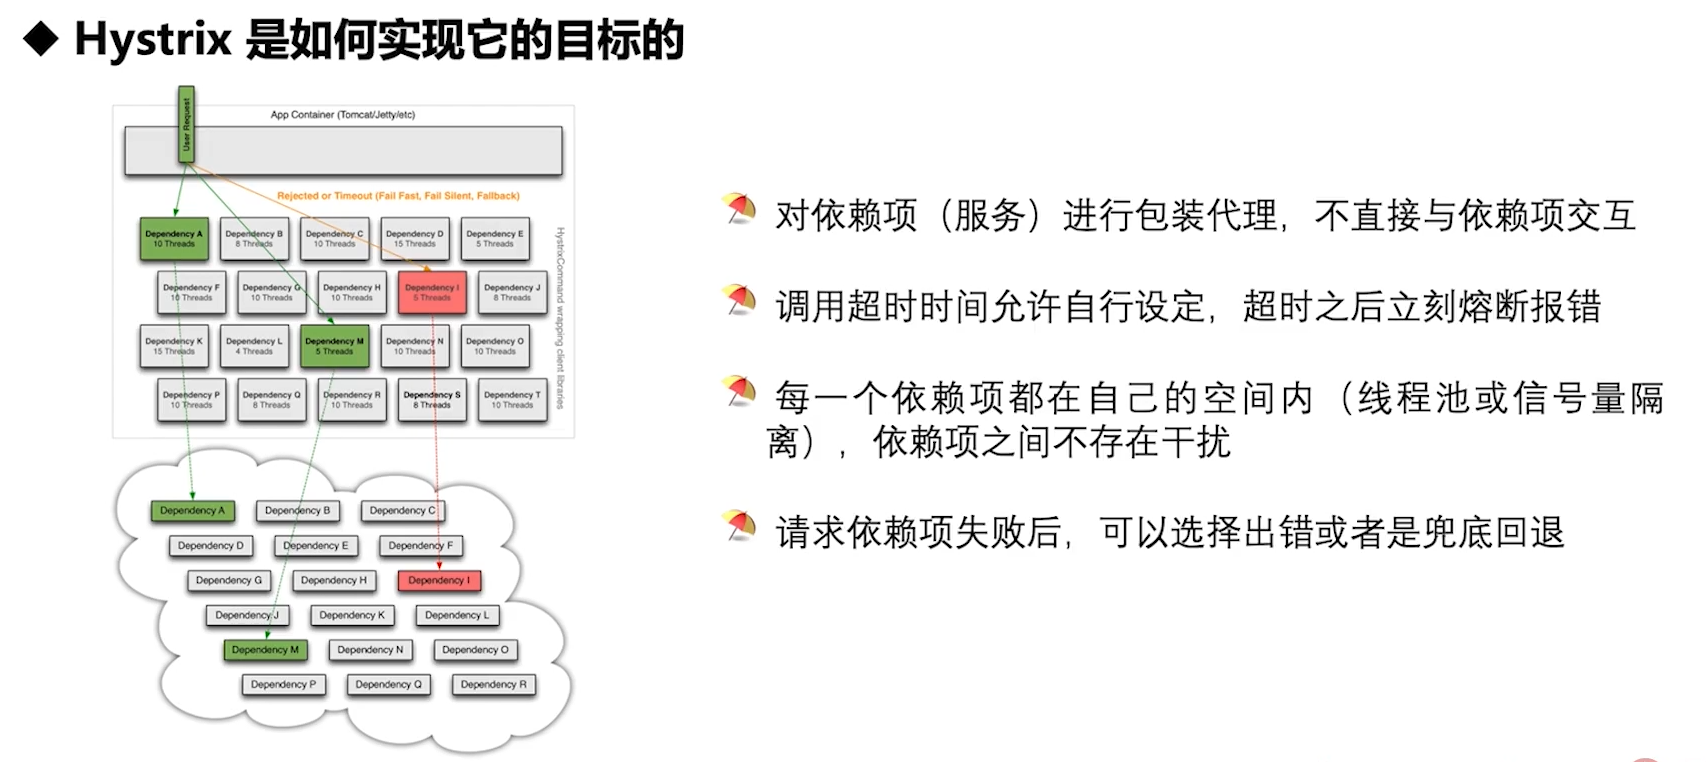 Hystrix 是如何实现它的目标的
User Request
App Container (Tomcat/Jetty/etc)
Rejected or Timeout (Fail Fast, Fail Silent, Fallback)
Dependency A
10 Threads
Dependency B
8 Threads
Dependency C
10 Threads
Dependency D
15 Threads
Dependency E
5 Threads
Dependency F
10 Threads
Dependency G
10 Threads
Dependency H
10 Threads
Dependency I
5 Threads
Dependency J
8 Threads
Dependency K
15 Threads
Dependency L
4 Threads
Dependency M
5 Threads
Dependency N
10 Threads
Dependency O
10 Threads
Dependency P
10 Threads
Dependency Q
8 Threads
Dependency R
10 Threads
Dependency S
8 Threads
Dependency T
10 Threads
HystrixCommand wrapping client libraries
Dependency A
Dependency B
Dependency C
Dependency D
Dependency E
Dependency F
Dependency G
Dependency H
Dependency I
Dependency J
Dependency K
Dependency L
Dependency M
Dependency N
Dependency O
Dependency P
Dependency Q
Dependency R
对依赖项（服务）进行包装代理，不直接与依赖项交互
调用超时时间允许自行设定，超时之后立刻熔断报错
每一个依赖项都在自己的空间内（线程池或信号量隔
离），依赖项之间不存在干扰
请求依赖项失败后，可以选择出错或者是兜底回退